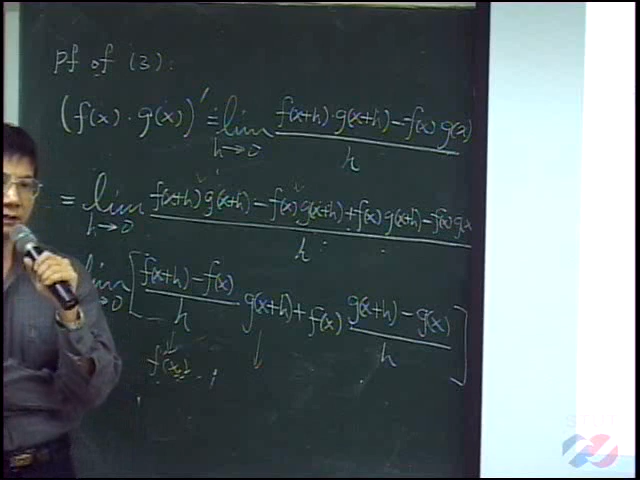 pf of (3):
(f(x)·g(x))' = lim h→0 f(x+h)·g(x+h) − f(x) g(x) / h
= lim h→0 f(x+h) g(x+h) − f(x) g(x+h) + f(x) g(x+h) − f(x) g(x / h
lim h→0 [ f(x+h) − f(x) / h g(x+h) + f(x) g(x+h) − g(x) / h ]
↓ ↓
f'(x)